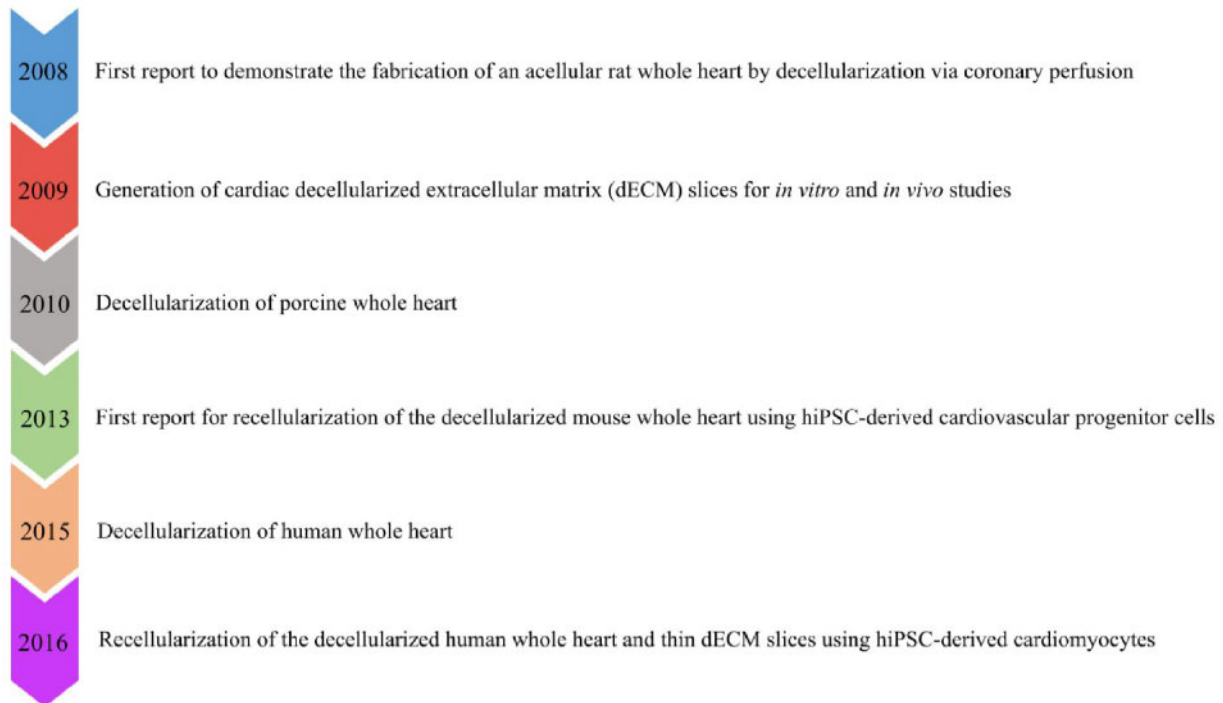 2008 First report to demonstrate the fabrication of an acellular rat whole heart by decellularization via coronary perfusion
2009 Generation of cardiac decellularized extracellular matrix (dECM) slices for in vitro and in vivo studies
2010 Decellularization of porcine whole heart
2013 First report for recellularization of the decellularized mouse whole heart using hiPSC-derived cardiovascular progenitor cells
2015 Decellularization of human whole heart
2016 Recellularization of the decellularized human whole heart and thin dECM slices using hiPSC-derived cardiomyocytes